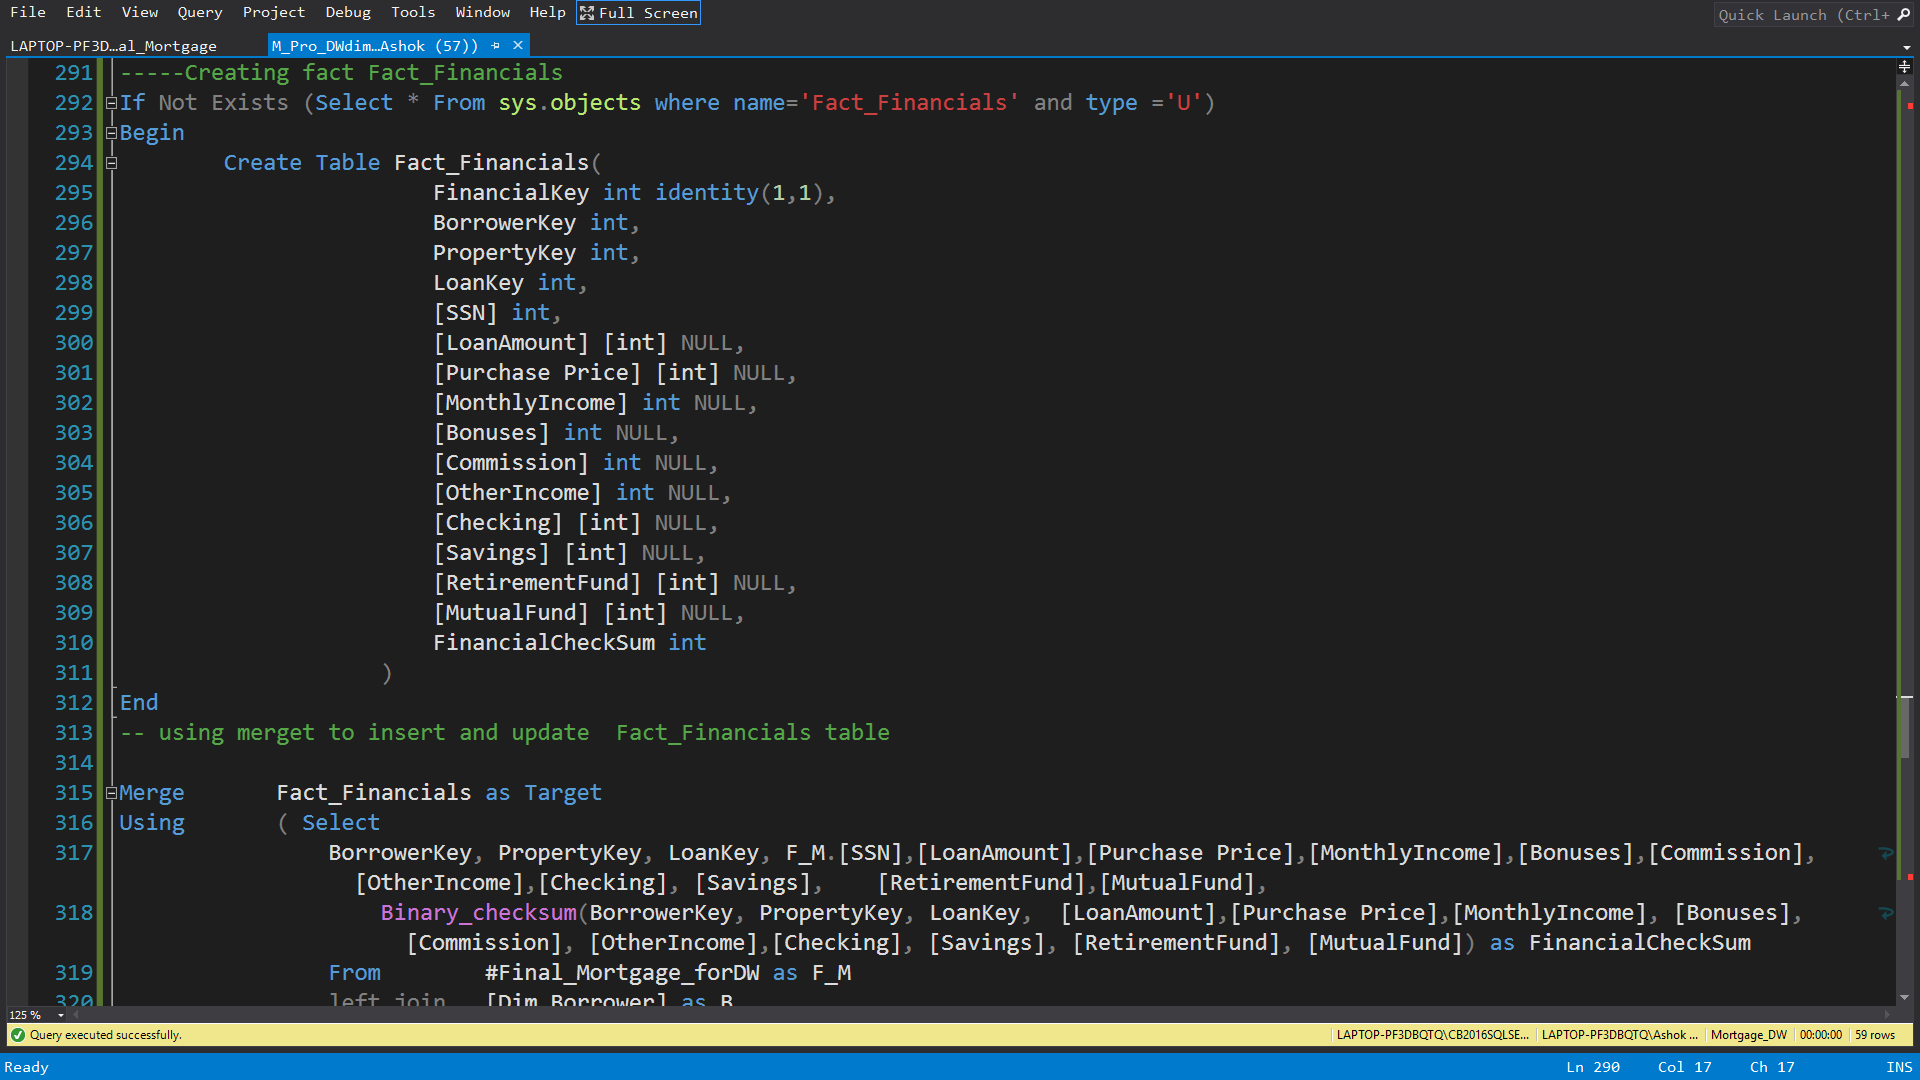 File Edit View Query Project Debug Tools Window Help Full Screen
Quick Launch (Ctrl+
LAPTOP-PF3D...al_Mortgage M_Pro_DWdim...Ashok (57))
291 -----Creating fact Fact_Financials
292 If Not Exists (Select * From sys.objects where name='Fact_Financials' and type ='U')
293 Begin
294 Create Table Fact_Financials(
295 FinancialKey int identity(1,1),
296 BorrowerKey int,
297 PropertyKey int,
298 LoanKey int,
299 [SSN] int,
300 [LoanAmount] [int] NULL,
301 [Purchase Price] [int] NULL,
302 [MonthlyIncome] int NULL,
303 [Bonuses] int NULL,
304 [Commission] int NULL,
305 [OtherIncome] int NULL,
306 [Checking] [int] NULL,
307 [Savings] [int] NULL,
308 [RetirementFund] [int] NULL,
309 [MutualFund] [int] NULL,
310 FinancialCheckSum int
311 )
312 End
313 -- using merget to insert and update  Fact_Financials table
314
315 Merge Fact_Financials as Target
316 Using ( Select
317 BorrowerKey, PropertyKey, LoanKey, F_M.[SSN],[LoanAmount],[Purchase Price],[MonthlyIncome],[Bonuses],[Commission],
[OtherIncome],[Checking], [Savings], [RetirementFund],[MutualFund],
318 Binary_checksum(BorrowerKey, PropertyKey, LoanKey, [LoanAmount],[Purchase Price],[MonthlyIncome], [Bonuses],
[Commission], [OtherIncome],[Checking], [Savings], [RetirementFund], [MutualFund]) as FinancialCheckSum
319 From #Final_Mortgage_forDW as F_M
320 left join [Dim_Borrower] as B
125 %
Query executed successfully. LAPTOP-PF3DBQTQ\CB2016SQLSE... LAPTOP-PF3DBQTQ\Ashok ... Mortgage_DW 00:00:00 59 rows
Ready Ln 290 Col 17 Ch 17 INS